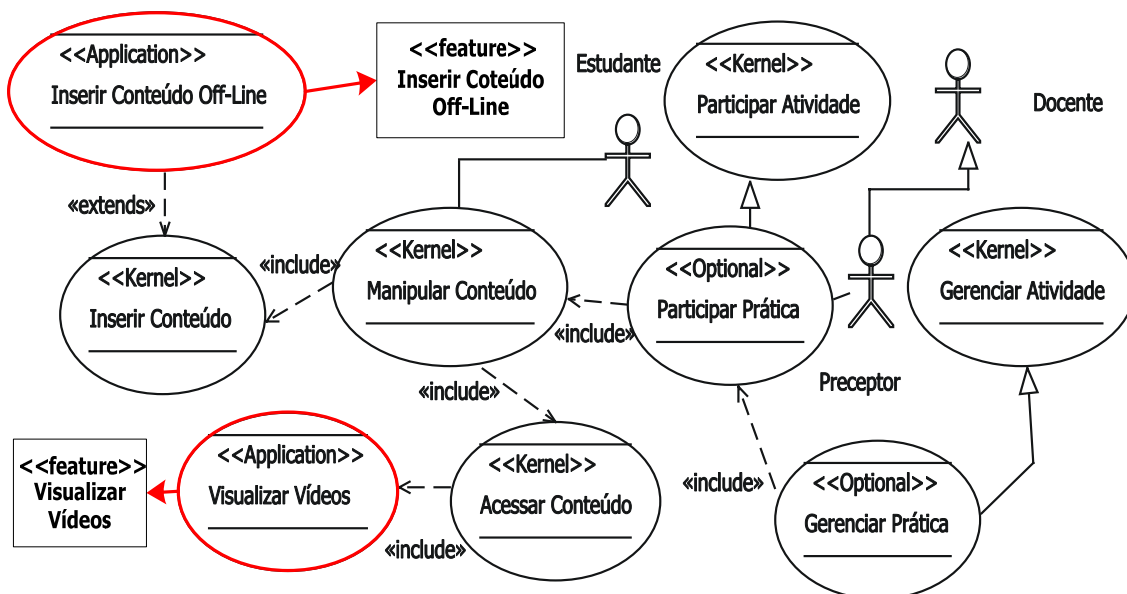 <<Application>>
Inserir Conteúdo Off-Line
<<feature>>
Inserir Coteúdo
Off-Line
Estudante
<<Kernel>>
Participar Atividade
Docente
«extends»
<<Kernel>>
Inserir Conteúdo
«include»
<<Kernel>>
Manipular Conteúdo
«include»
<<Optional>>
Participar Prática
<<Kernel>>
Gerenciar Atividade
Preceptor
«include»
<<feature>>
Visualizar
Vídeos
<<Application>>
Visualizar Vídeos
«include»
<<Kernel>>
Acessar Conteúdo
«include»
<<Optional>>
Gerenciar Prática